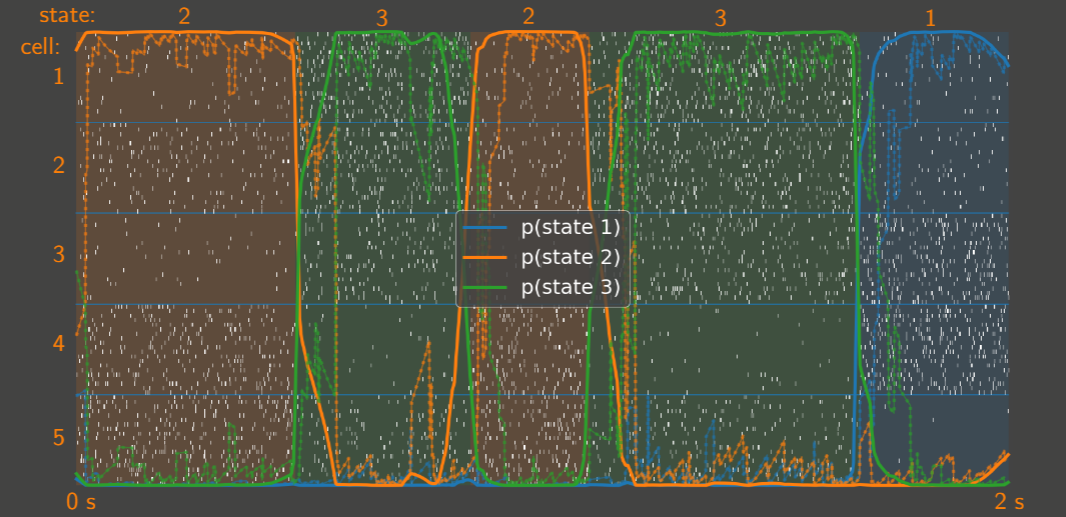 state: 2 3 2 3 1
cell:
1
2
3
4
5
p(state 1)
p(state 2)
p(state 3)
0 s 2 s